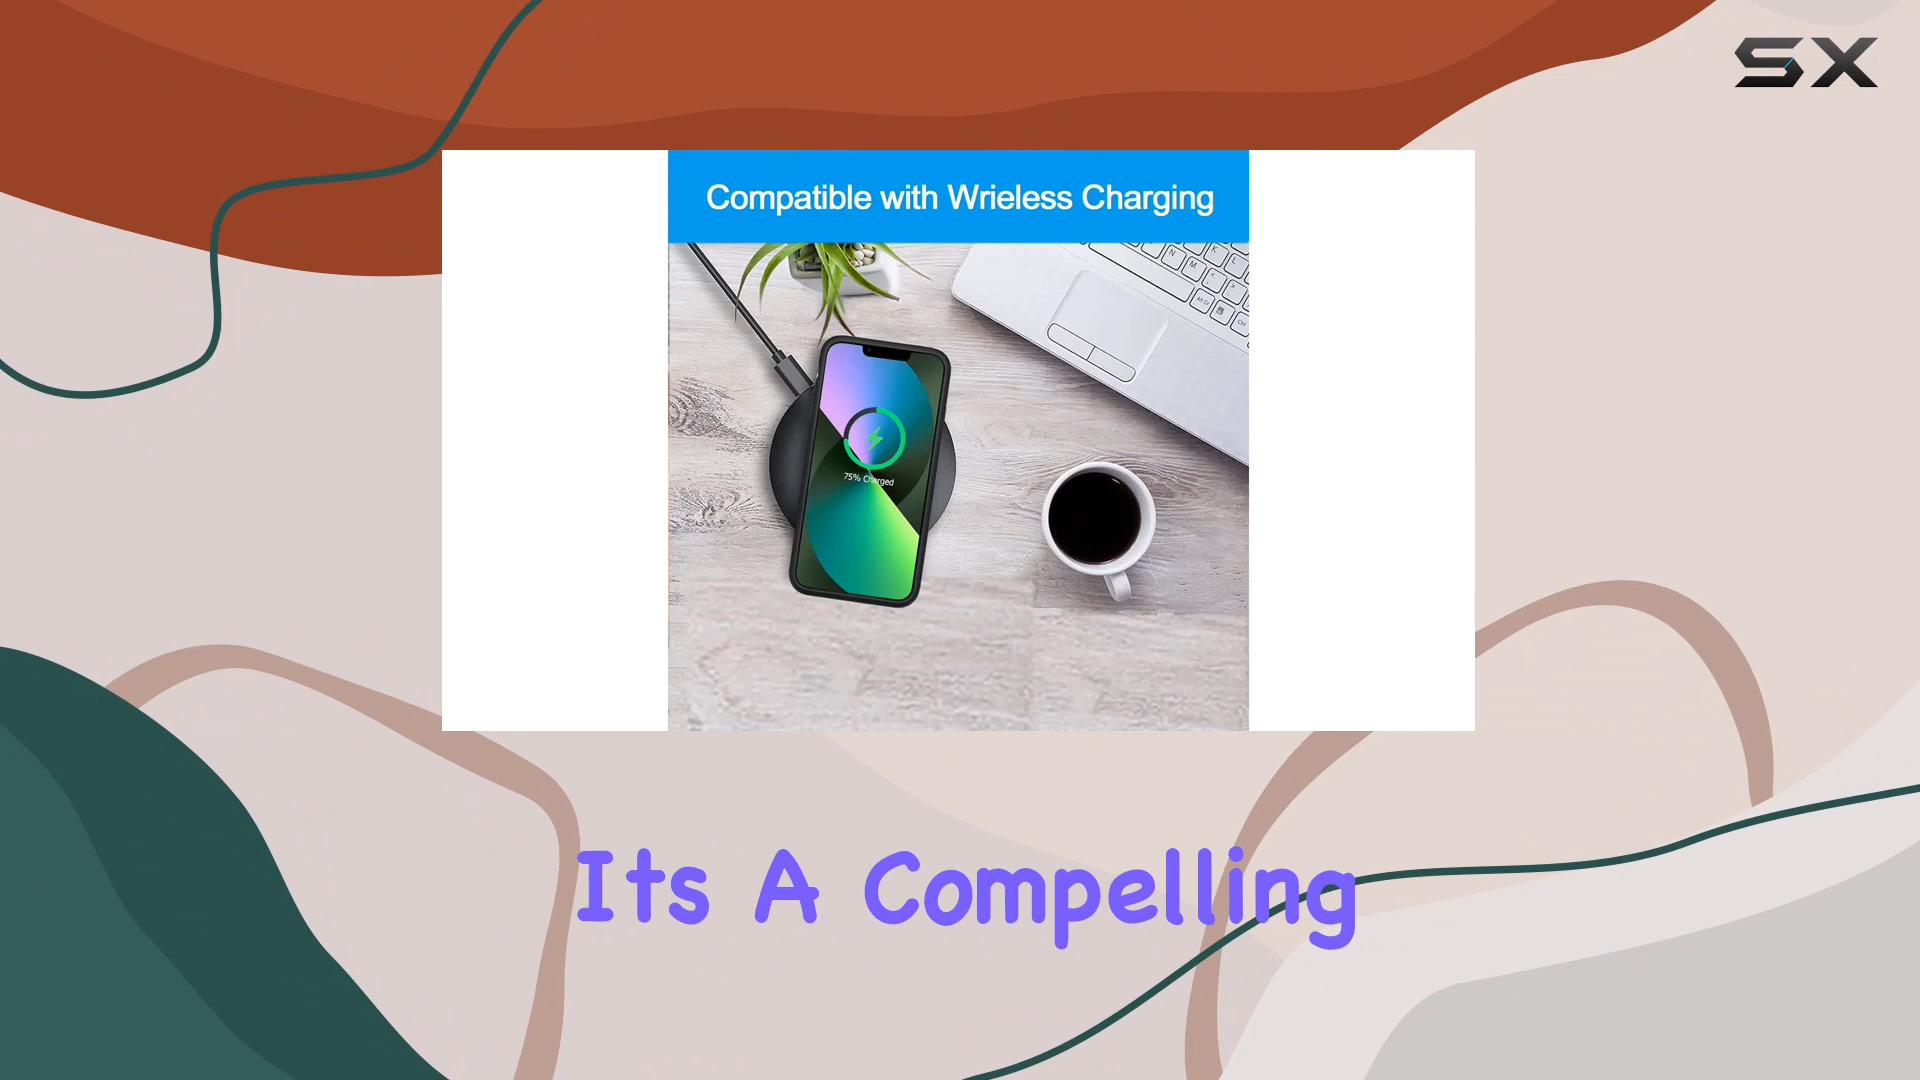 SX
Compatible with Wrieless Charging
75% Charged
Its A Compelling